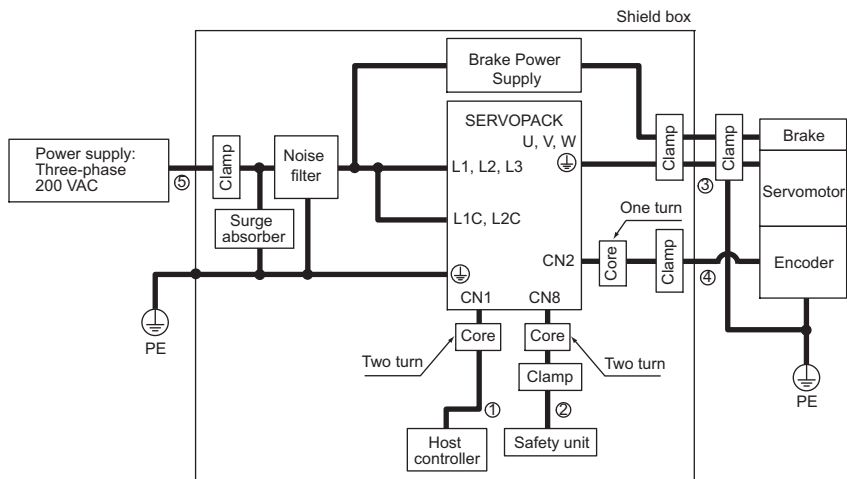 Shield box
Brake Power
Supply
SERVOPACK
U, V, W
Clamp
Clamp
Brake
Power supply:
Three-phase
200 VAC
⑤
Clamp
Noise
filter
L1, L2, L3
③
Servomotor
Surge
absorber
L1C, L2C
One turn
CN2
Core
Clamp
④
Encoder
PE
CN1
CN8
Two turn
Core
Core
Two turn
Clamp
PE
①
②
Host
controller
Safety unit